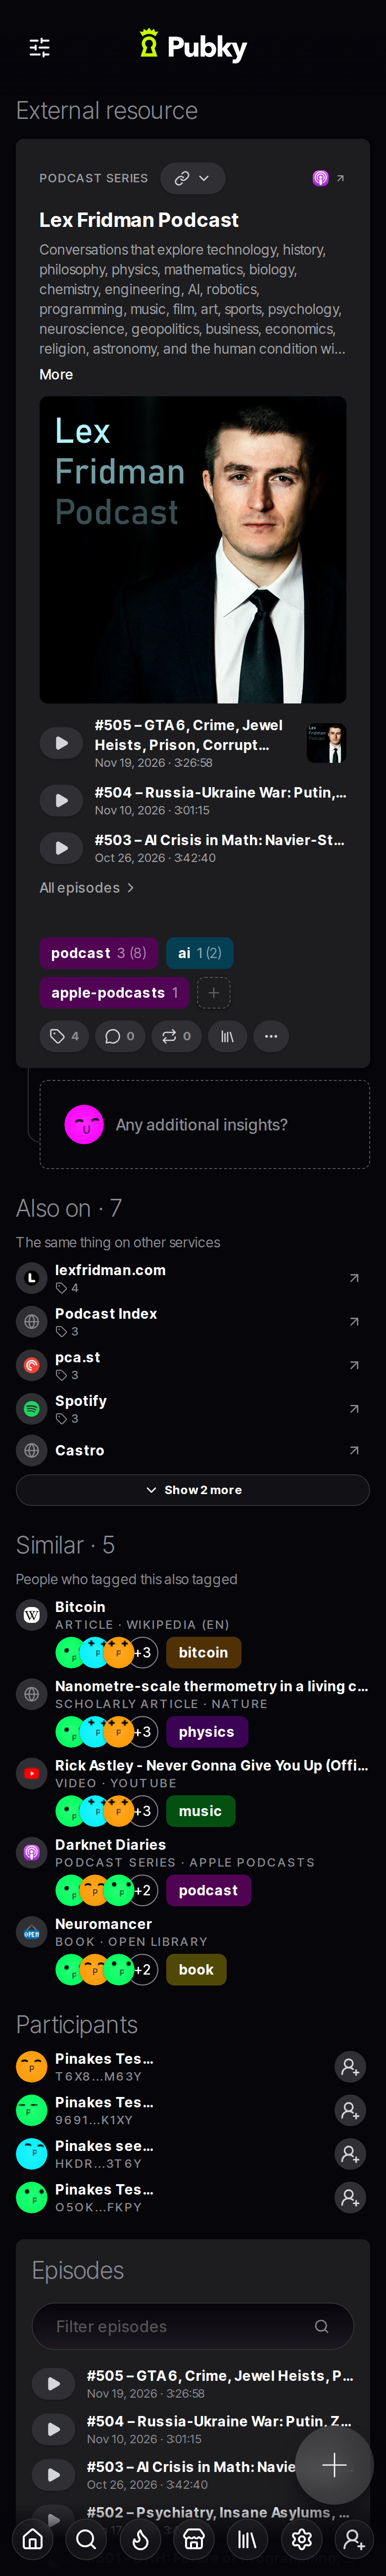 Pubky
External resource
PODCAST SERIES
Lex Fridman Podcast
Conversations that explore technology, history,
philosophy, physics, mathematics, biology,
chemistry, engineering, AI, robotics,
programming, music, film, art, sports, psychology,
neuroscience, geopolitics, business, economics,
religion, astronomy, and the human condition wi...
More
Lex
Fridman
Podcast
#505 – GTA 6, Crime, Jewel
Heists, Prison, Corrupt...
Nov 19, 2026 · 3:26:58
#504 – Russia-Ukraine War: Putin,...
Nov 10, 2026 · 3:01:15
#503 – AI Crisis in Math: Navier-St...
Oct 26, 2026 · 3:42:40
All episodes
podcast 3 (8)
ai 1 (2)
apple-podcasts 1
4
0
0
Any additional insights?
Also on · 7
The same thing on other services
lexfridman.com
4
Podcast Index
3
pca.st
3
Spotify
3
Castro
Show 2 more
Similar · 5
People who tagged this also tagged
Bitcoin
ARTICLE · WIKIPEDIA (EN)
+3
bitcoin
Nanometre-scale thermometry in a living c...
SCHOLARLY ARTICLE · NATURE
+3
physics
Rick Astley - Never Gonna Give You Up (Offi...
VIDEO · YOUTUBE
+3
music
Darknet Diaries
PODCAST SERIES · APPLE PODCASTS
+2
podcast
Neuromancer
BOOK · OPEN LIBRARY
+2
book
Participants
Pinakes Tes...
T6X8...M63Y
Pinakes Tes...
9691...K1XY
Pinakes see...
HKDR...3T6Y
Pinakes Tes...
O5OK...FKPY
Episodes
Filter episodes
#505 – GTA 6, Crime, Jewel Heists, P...
Nov 19, 2026 · 3:26:58
#504 – Russia-Ukraine War: Putin, Z...
Nov 10, 2026 · 3:01:15
#503 – AI Crisis in Math: Navie
Oct 26, 2026 · 3:42:40
#502 – Psychiatry, Insane Asylums, ...